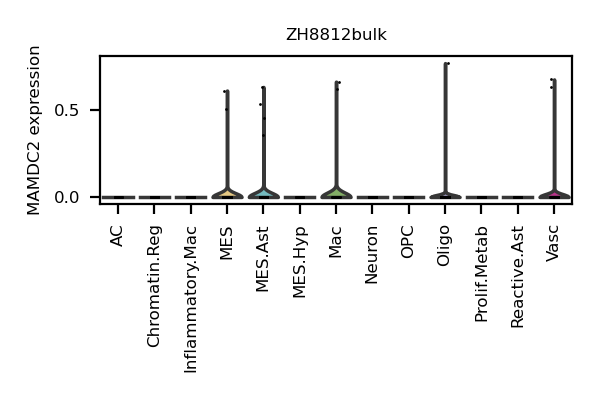 ZH8812bulk
MAMDC2 expression
0.5
0.0
AC
Chromatin.Reg
Inflammatory.Mac
MES
MES.Ast
MES.Hyp
Mac
Neuron
OPC
Oligo
Prolif.Metab
Reactive.Ast
Vasc